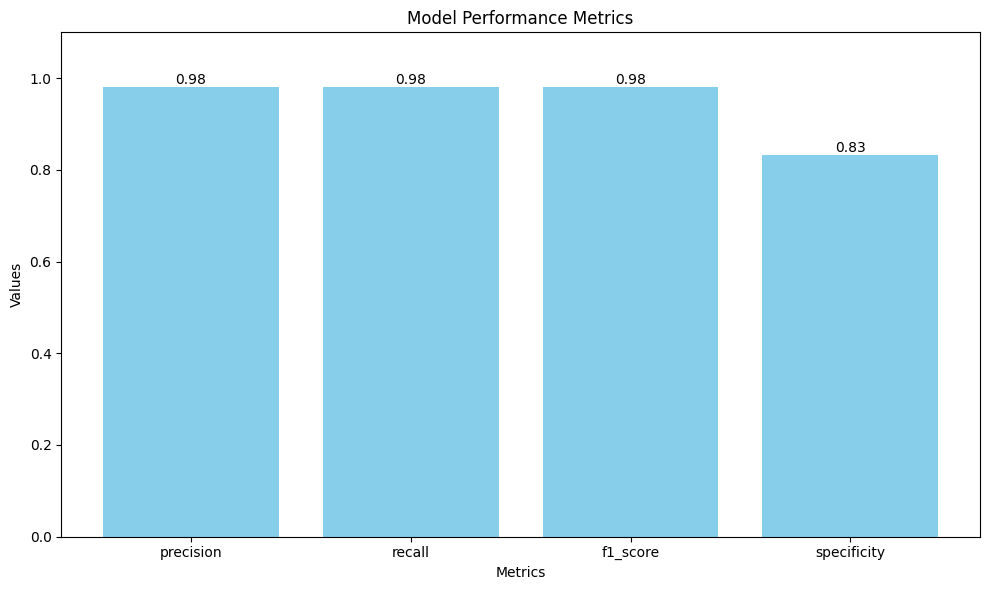 Model Performance Metrics
0.98 0.98 0.98 0.83
1.0
0.8
0.6
0.4
0.2
0.0
Values
precision recall f1_score specificity
Metrics